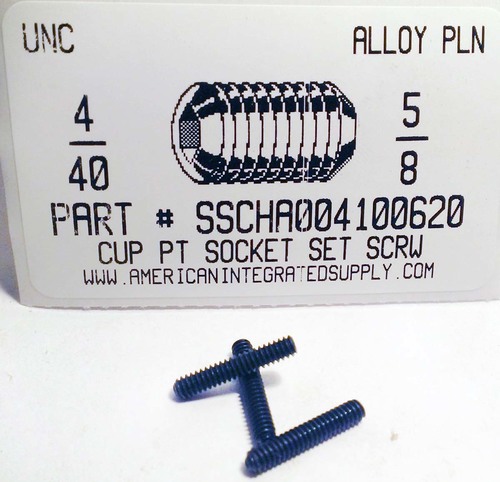 UNC ALLOY PLN
4 5
40 8
PART # SSCHA004100620
CUP PT SOCKET SET SCRW
WWW.AMERICANINTEGRATEDSUPPLY.COM